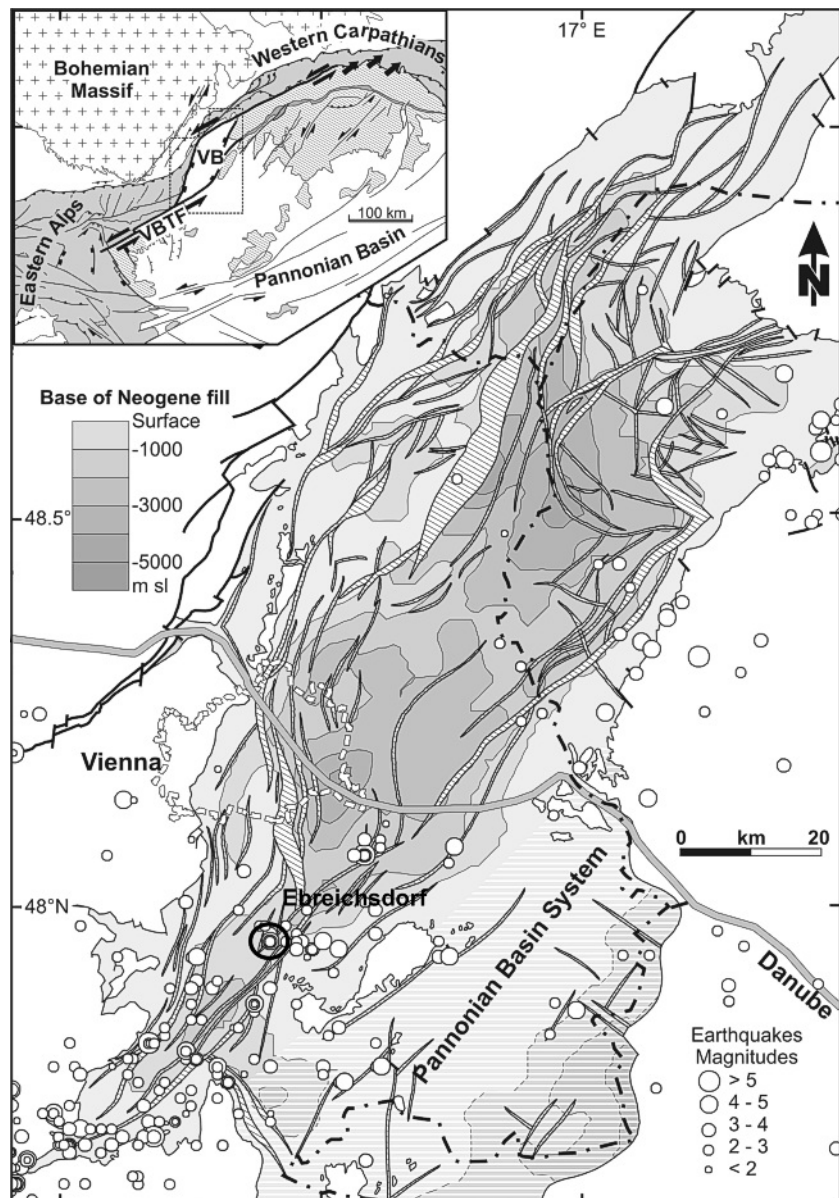 17° E
Western Carpathians
Bohemian
Massif
VB
VBTF
100 km
Eastern Alps
Pannonian Basin
N
Base of Neogene fill
Surface
-1000
-3000
-5000
m sl
48.5°
Vienna
0 km 20
Ebreichsdorf
48°N
Pannonian Basin System
Danube
Earthquakes
Magnitudes
> 5
4 - 5
3 - 4
2 - 3
< 2